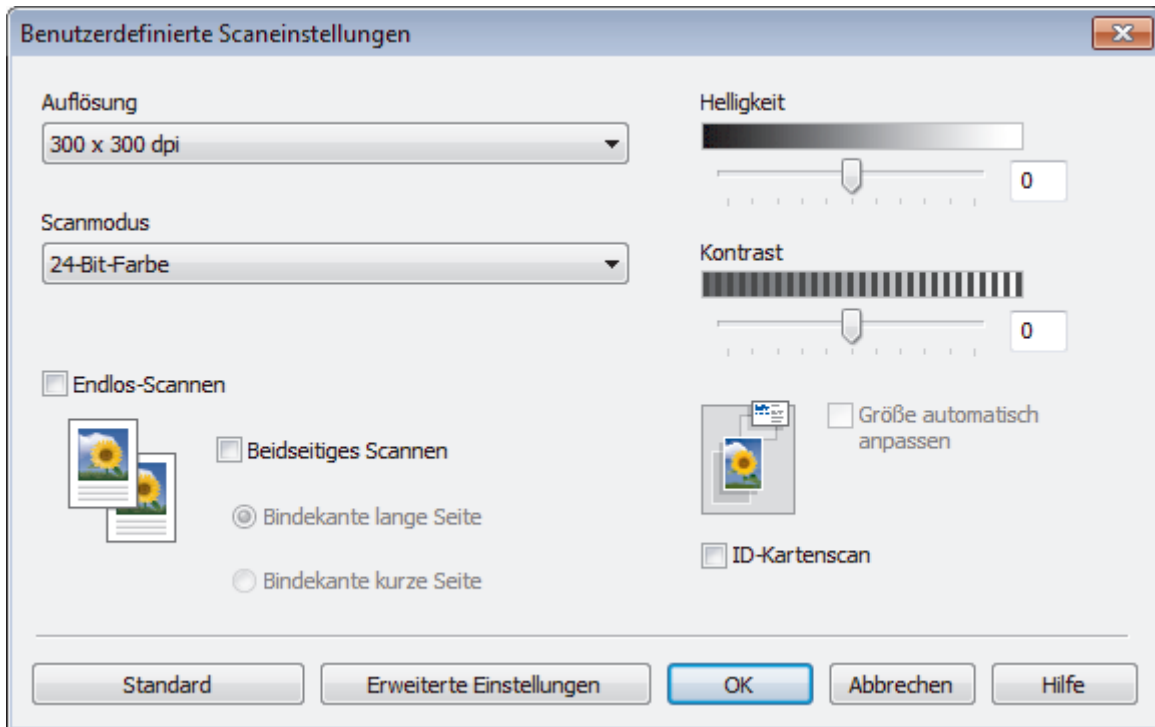 Benutzerdefinierte Scaneinstellungen
Auflösung
300 x 300 dpi
Scanmodus
24-Bit-Farbe
Endlos-Scannen
Beidseitiges Scannen
Bindekante lange Seite
Bindekante kurze Seite
Helligkeit
0
Kontrast
0
Größe automatisch
anpassen
ID-Kartenscan
Standard
Erweiterte Einstellungen
OK
Abbrechen
Hilfe